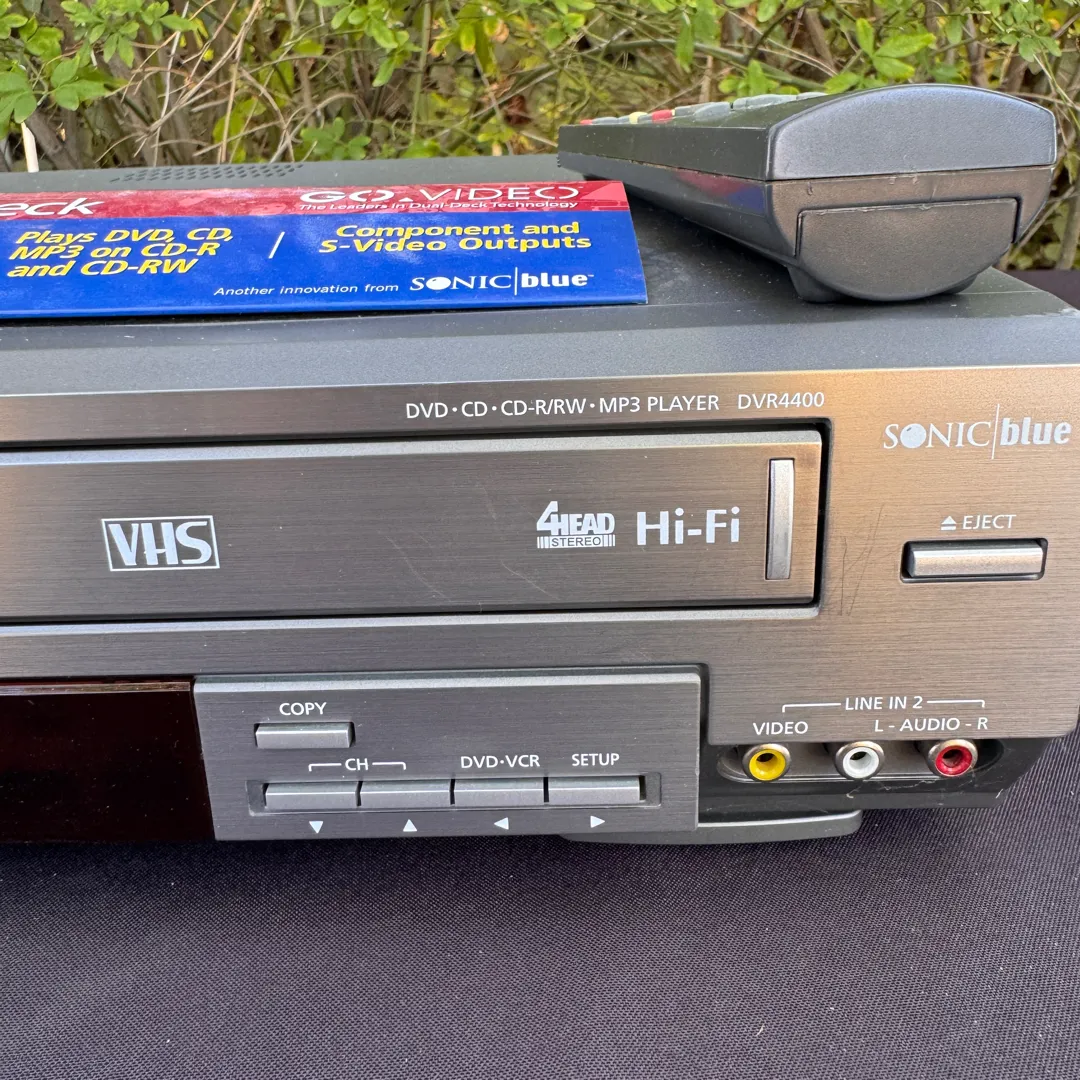 eck
GO VIDEO
The Leaders in Dual-Deck Technology
Plays DVD, CD,
MP3 on CD-R
and CD-RW
/
Component and
S-Video Outputs
Another innovation from SONIC|blue™
DVD • CD • CD-R/RW • MP3 PLAYER DVR4400
SONIC|blue
VHS
4HEAD
STEREO
Hi-Fi
EJECT
COPY
CH
DVD•VCR
SETUP
LINE IN 2
VIDEO
L - AUDIO - R